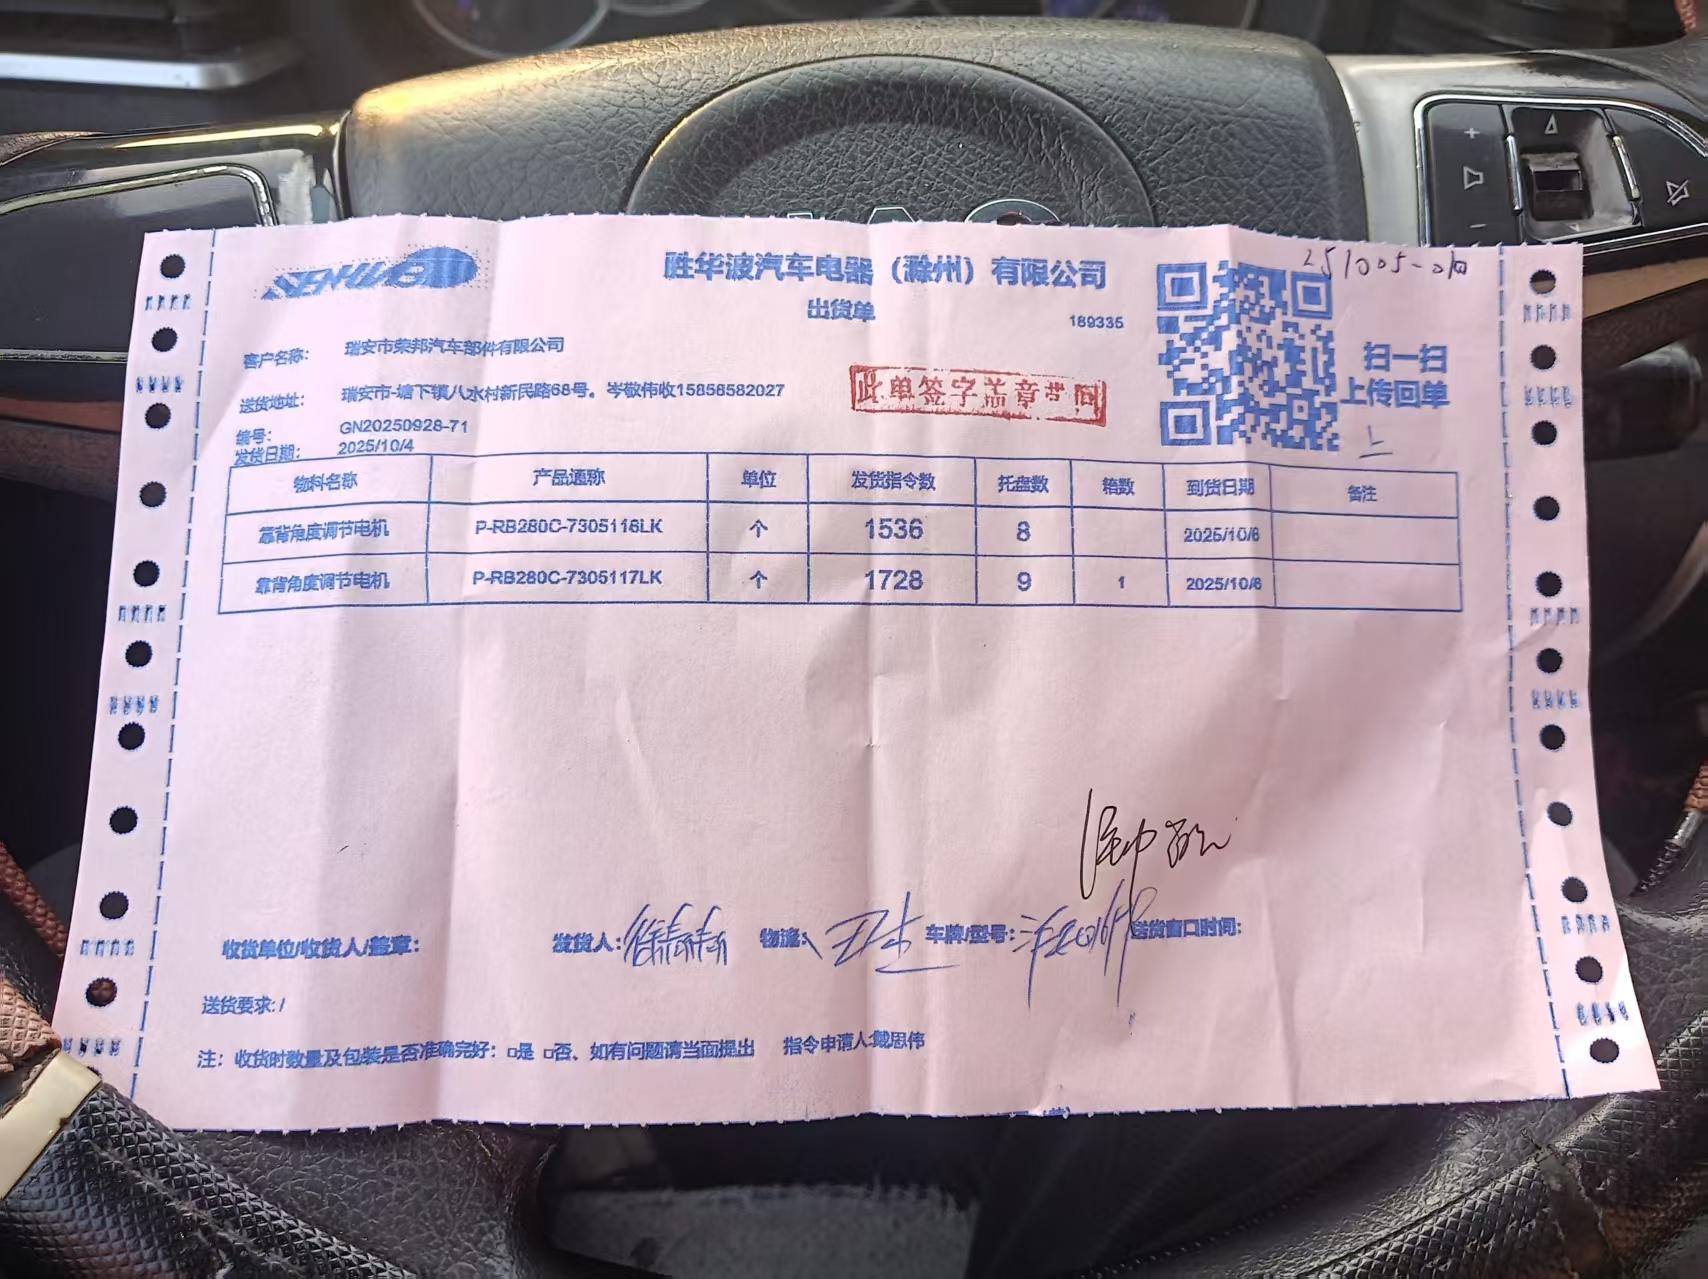 SENHWBO
胜华波汽车电器（滁州）有限公司
出货单
189335
251005-01
扫一扫
上传回单
客户名称： 瑞安市荣邦汽车部件有限公司
送货地址： 瑞安市-塘下镇八水村新民路68号。岑敬伟收15858582027
此单签字盖章带回
编号： GN20250928-71
发货日期： 2025/10/4
上
物料名称 产品通称 单位 发货指令数 托盘数 箱数 到货日期 备注
靠背角度调节电机 P-RB280C-7305116LK 个 1536 8 2025/10/6
靠背角度调节电机 P-RB280C-7305117LK 个 1728 9 1 2025/10/6
收货单位/收货人/盖章： 发货人： 物流： 车牌/型号： 送货窗口时间：
送货要求：/
注：收货时数量及包装是否准确完好：□是 □否、如有问题请当面提出 指令申请人:戴思伟